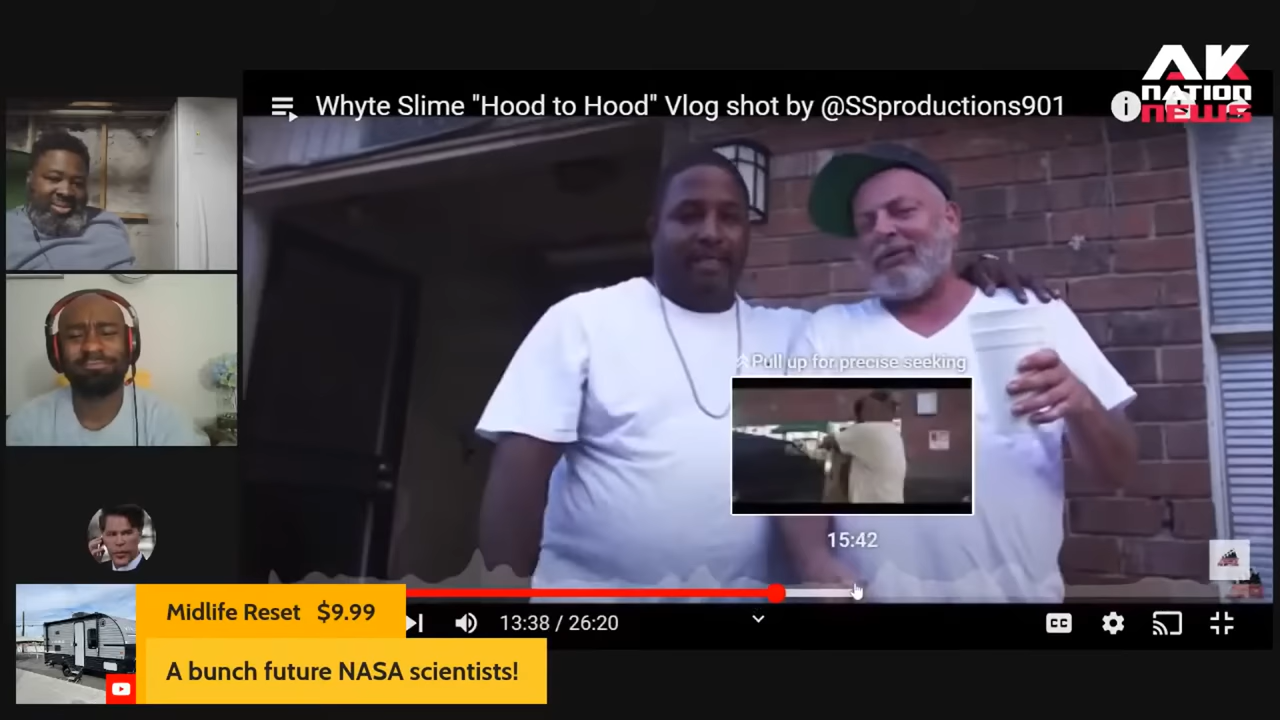 AK
NATION
NEWS
Whyte Slime "Hood to Hood" Vlog shot by @SSproductions901
Pull up for precise seeking
15:42
13:38 / 26:20
CC
Midlife Reset $9.99
A bunch future NASA scientists!